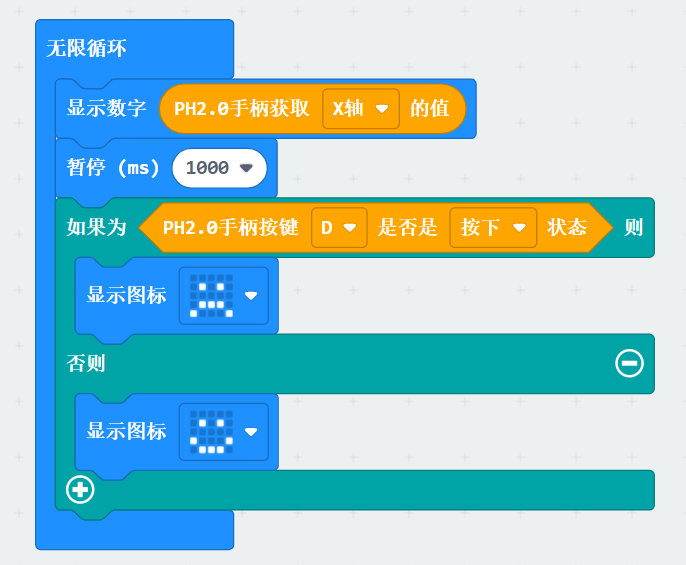 无限循环
显示数字 PH2.0手柄获取 X轴 的值
暂停 (ms) 1000
如果为 PH2.0手柄按键 D 是否是 按下 状态 则
显示图标
否则
显示图标